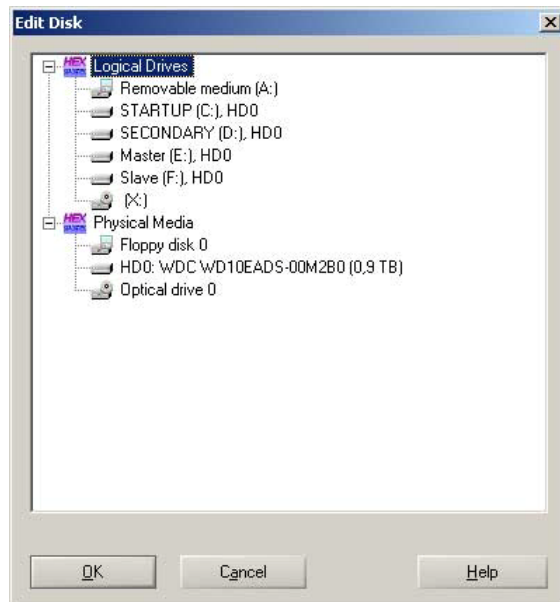 Edit Disk
Logical Drives
Removable medium (A:)
STARTUP (C:), HD0
SECONDARY (D:), HD0
Master (E:), HD0
Slave (F:), HD0
(X:)
Physical Media
Floppy disk 0
HD0: WDC WD10EADS-00M2B0 (0,9 TB)
Optical drive 0
OK Cancel Help